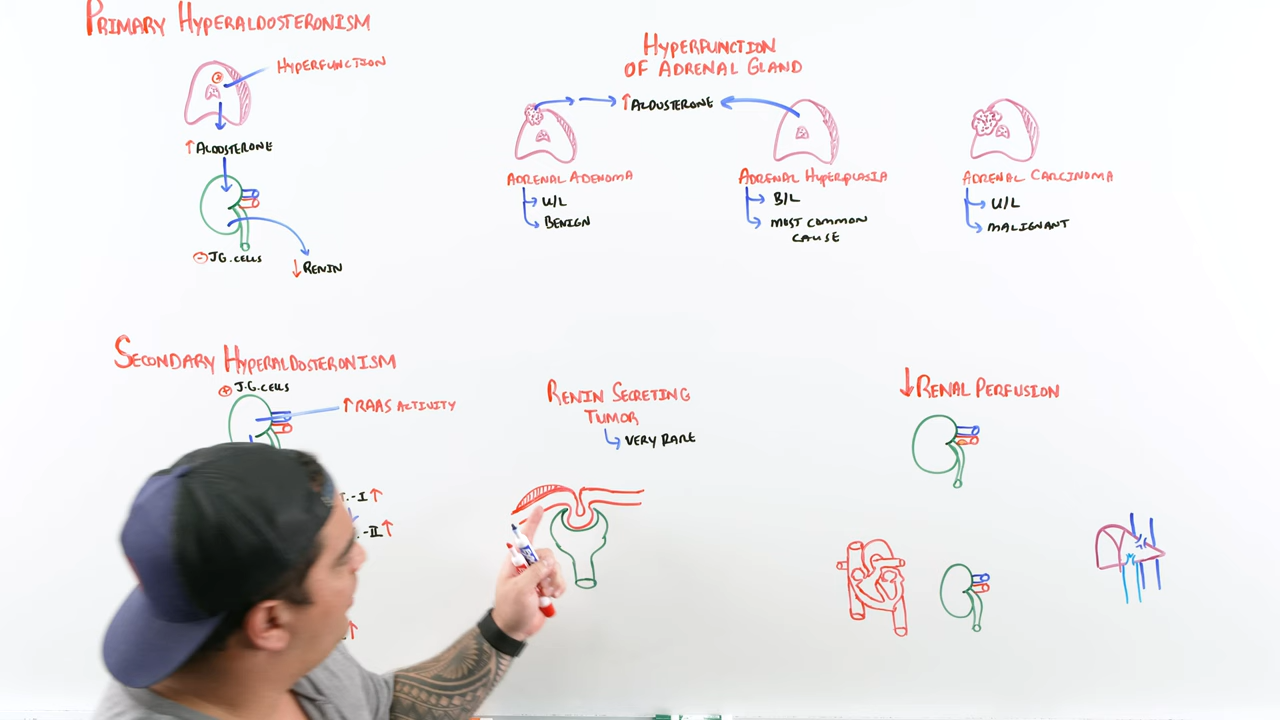 PRIMARY HYPERALDOSTERONISM
HYPERFUNCTION
↑ALDOSTERONE
⊖J.G. CELLS
↓RENIN
HYPERFUNCTION
OF ADRENAL GLAND
↑ALDOSTERONE
ADRENAL ADENOMA
U/L
BENIGN
ADRENAL HYPERPLASIA
B/L
MOST COMMON
CAUSE
ADRENAL CARCINOMA
U/L
MALIGNANT
SECONDARY HYPERALDOSTERONISM
⊕J.G. CELLS
↑RAAS ACTIVITY
-I↑
-II↑
RENIN SECRETING
TUMOR
VERY RARE
↓RENAL PERFUSION